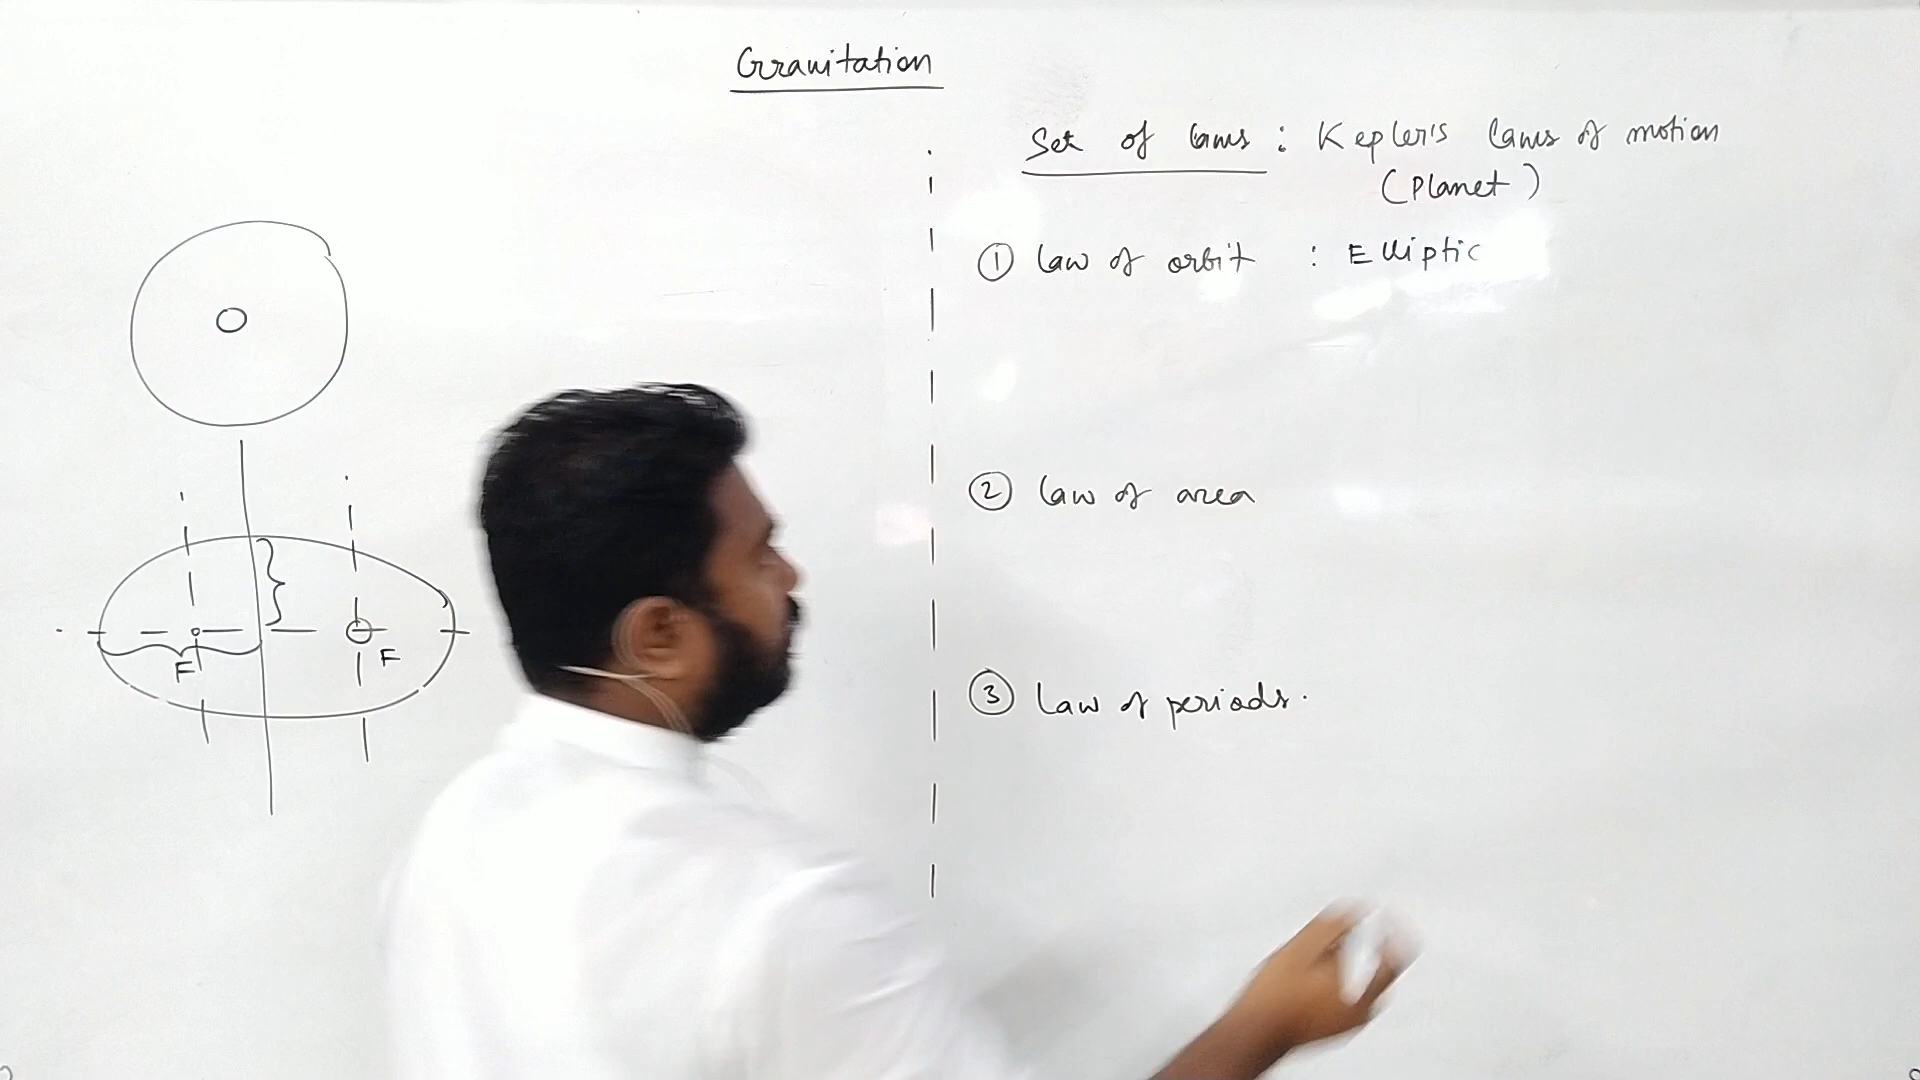 Gravitation
Set of laws : Kepler's laws of motion
(Planet)
① law of orbit : Elliptic
② law of area
③ law of periods.
F
F